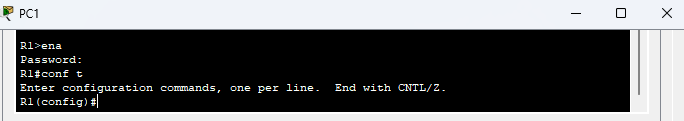 PC1
R1>ena
Password:
R1#conf t
Enter configuration commands, one per line.  End with CNTL/Z.
R1(config)#